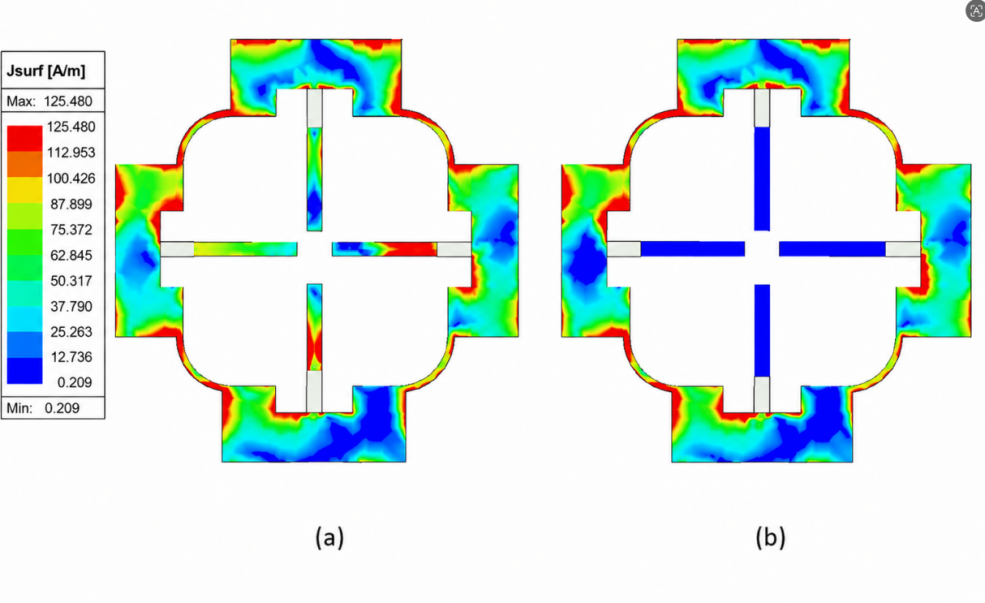 Jsurf [A/m]
Max: 125.480
125.480
112.953
100.426
87.899
75.372
62.845
50.317
37.790
25.263
12.736
0.209
Min: 0.209
(a)
(b)
A